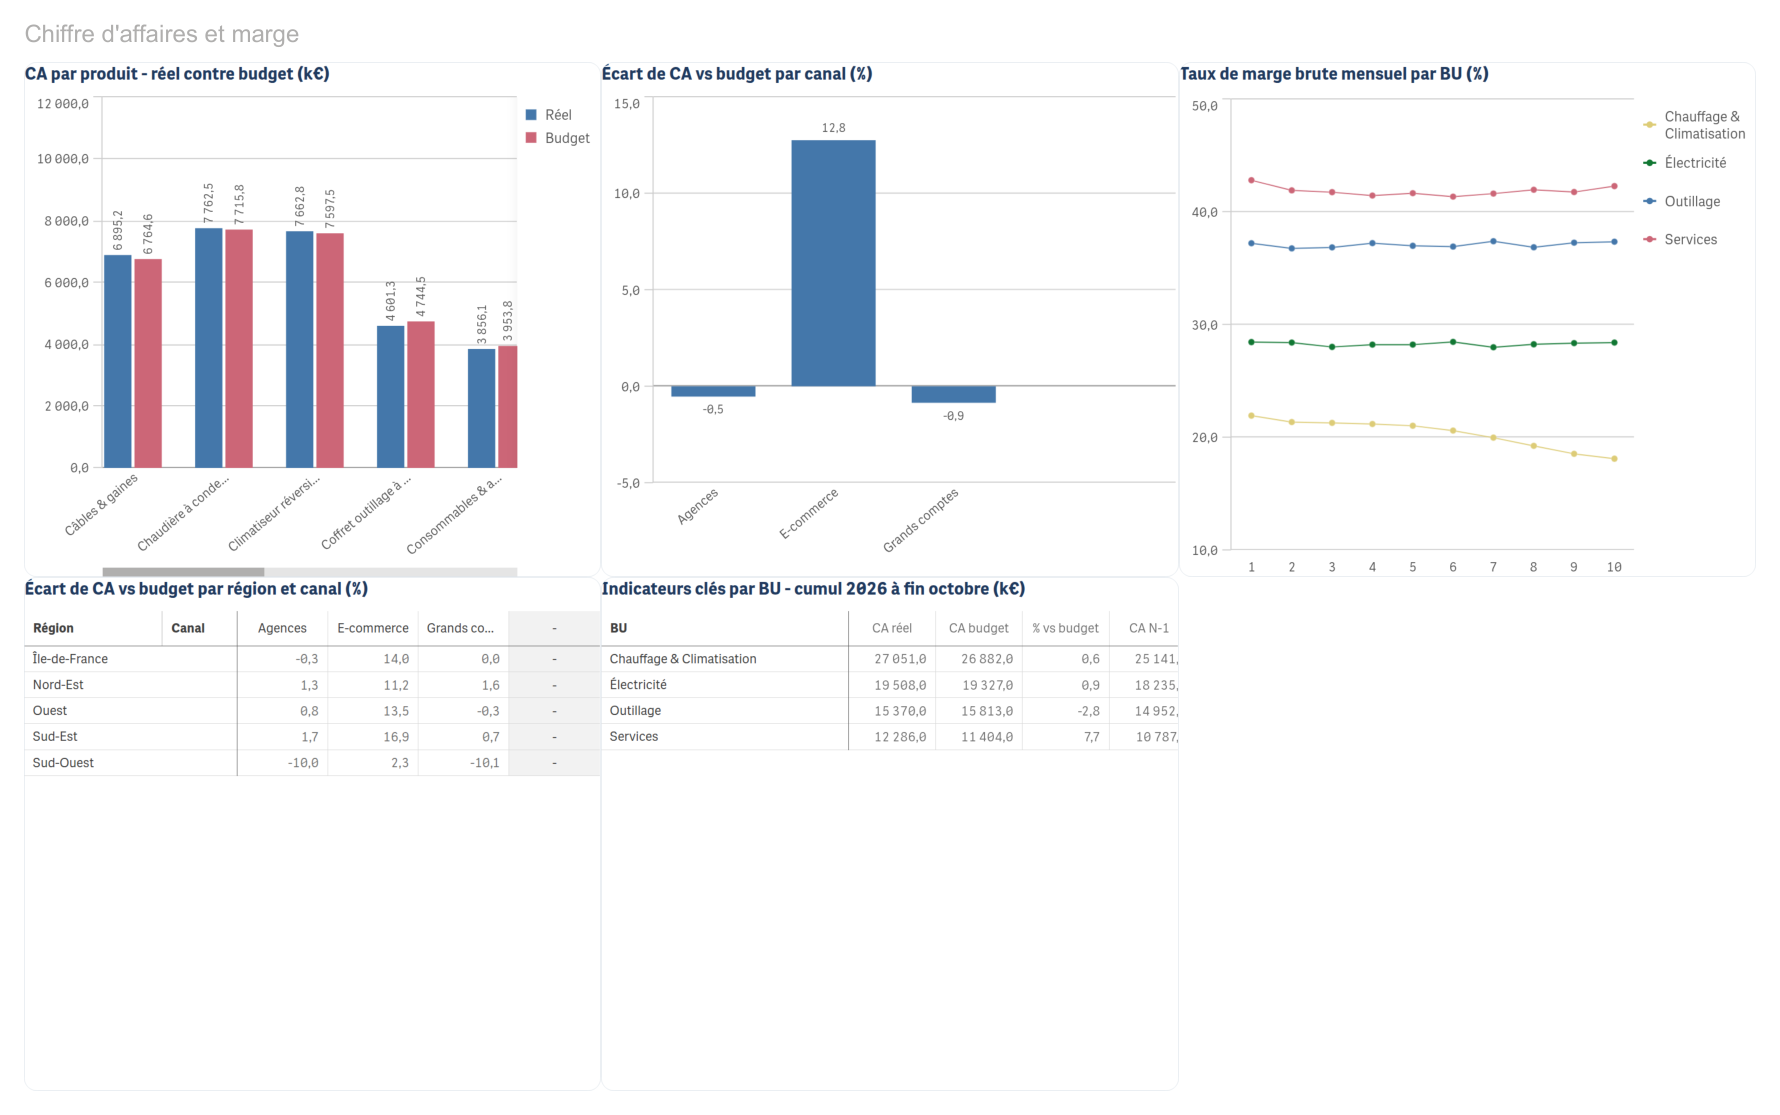 Chiffre d'affaires et marge
CA par produit - réel contre budget (k€)
12 000,0
10 000,0
8 000,0
6 000,0
4 000,0
2 000,0
0,0
6 895,2
6 764,6
7 762,5
7 715,8
7 662,8
7 597,5
4 601,3
4 744,5
3 856,1
3 953,8
Câbles & gaines
Chaudière à conde...
Climatiseur réversi...
Coffret outillage à ...
Consommables & a...
Réel
Budget
Écart de CA vs budget par canal (%)
15,0
10,0
5,0
0,0
-5,0
-0,5
12,8
-0,9
Agences
E-commerce
Grands comptes
Taux de marge brute mensuel par BU (%)
50,0
40,0
30,0
20,0
10,0
1 2 3 4 5 6 7 8 9 10
Chauffage &
Climatisation
Électricité
Outillage
Services
Écart de CA vs budget par région et canal (%)
Région Canal Agences E-commerce Grands co... -
Île-de-France -0,3 14,0 0,0 -
Nord-Est 1,3 11,2 1,6 -
Ouest 0,8 13,5 -0,3 -
Sud-Est 1,7 16,9 0,7 -
Sud-Ouest -10,0 2,3 -10,1 -
Indicateurs clés par BU - cumul 2026 à fin octobre (k€)
BU CA réel CA budget % vs budget CA N-1
Chauffage & Climatisation 27 051,0 26 882,0 0,6 25 141,
Électricité 19 508,0 19 327,0 0,9 18 235,
Outillage 15 370,0 15 813,0 -2,8 14 952,
Services 12 286,0 11 404,0 7,7 10 787,